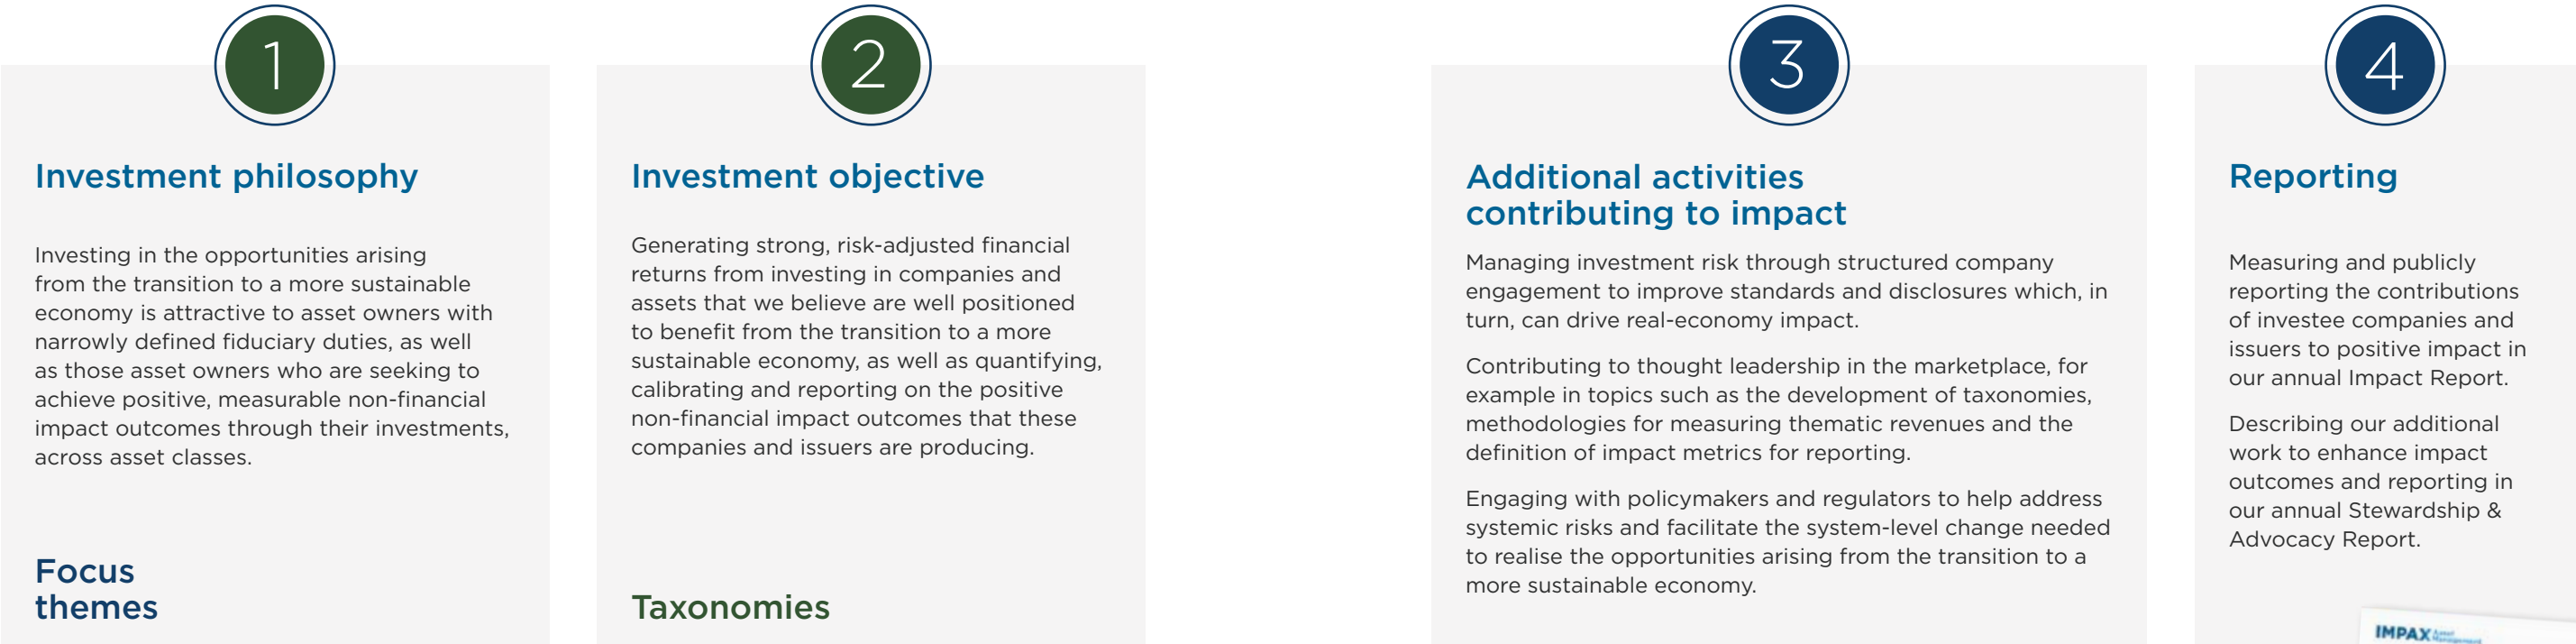 1
Investment philosophy
Investing in the opportunities arising
from the transition to a more sustainable
economy is attractive to asset owners with
narrowly defined fiduciary duties, as well
as those asset owners who are seeking to
achieve positive, measurable non-financial
impact outcomes through their investments,
across asset classes.
Focus
themes
2
Investment objective
Generating strong, risk-adjusted financial
returns from investing in companies and
assets that we believe are well positioned
to benefit from the transition to a more
sustainable economy, as well as quantifying,
calibrating and reporting on the positive
non-financial impact outcomes that these
companies and issuers are producing.
Taxonomies
3
Additional activities
contributing to impact
Managing investment risk through structured company
engagement to improve standards and disclosures which, in
turn, can drive real-economy impact.
Contributing to thought leadership in the marketplace, for
example in topics such as the development of taxonomies,
methodologies for measuring thematic revenues and the
definition of impact metrics for reporting.
Engaging with policymakers and regulators to help address
systemic risks and facilitate the system-level change needed
to realise the opportunities arising from the transition to a
more sustainable economy.
4
Reporting
Measuring and publicly
reporting the contributions
of investee companies and
issuers to positive impact in
our annual Impact Report.
Describing our additional
work to enhance impact
outcomes and reporting in
our annual Stewardship &
Advocacy Report.
IMPAX Asset
Management